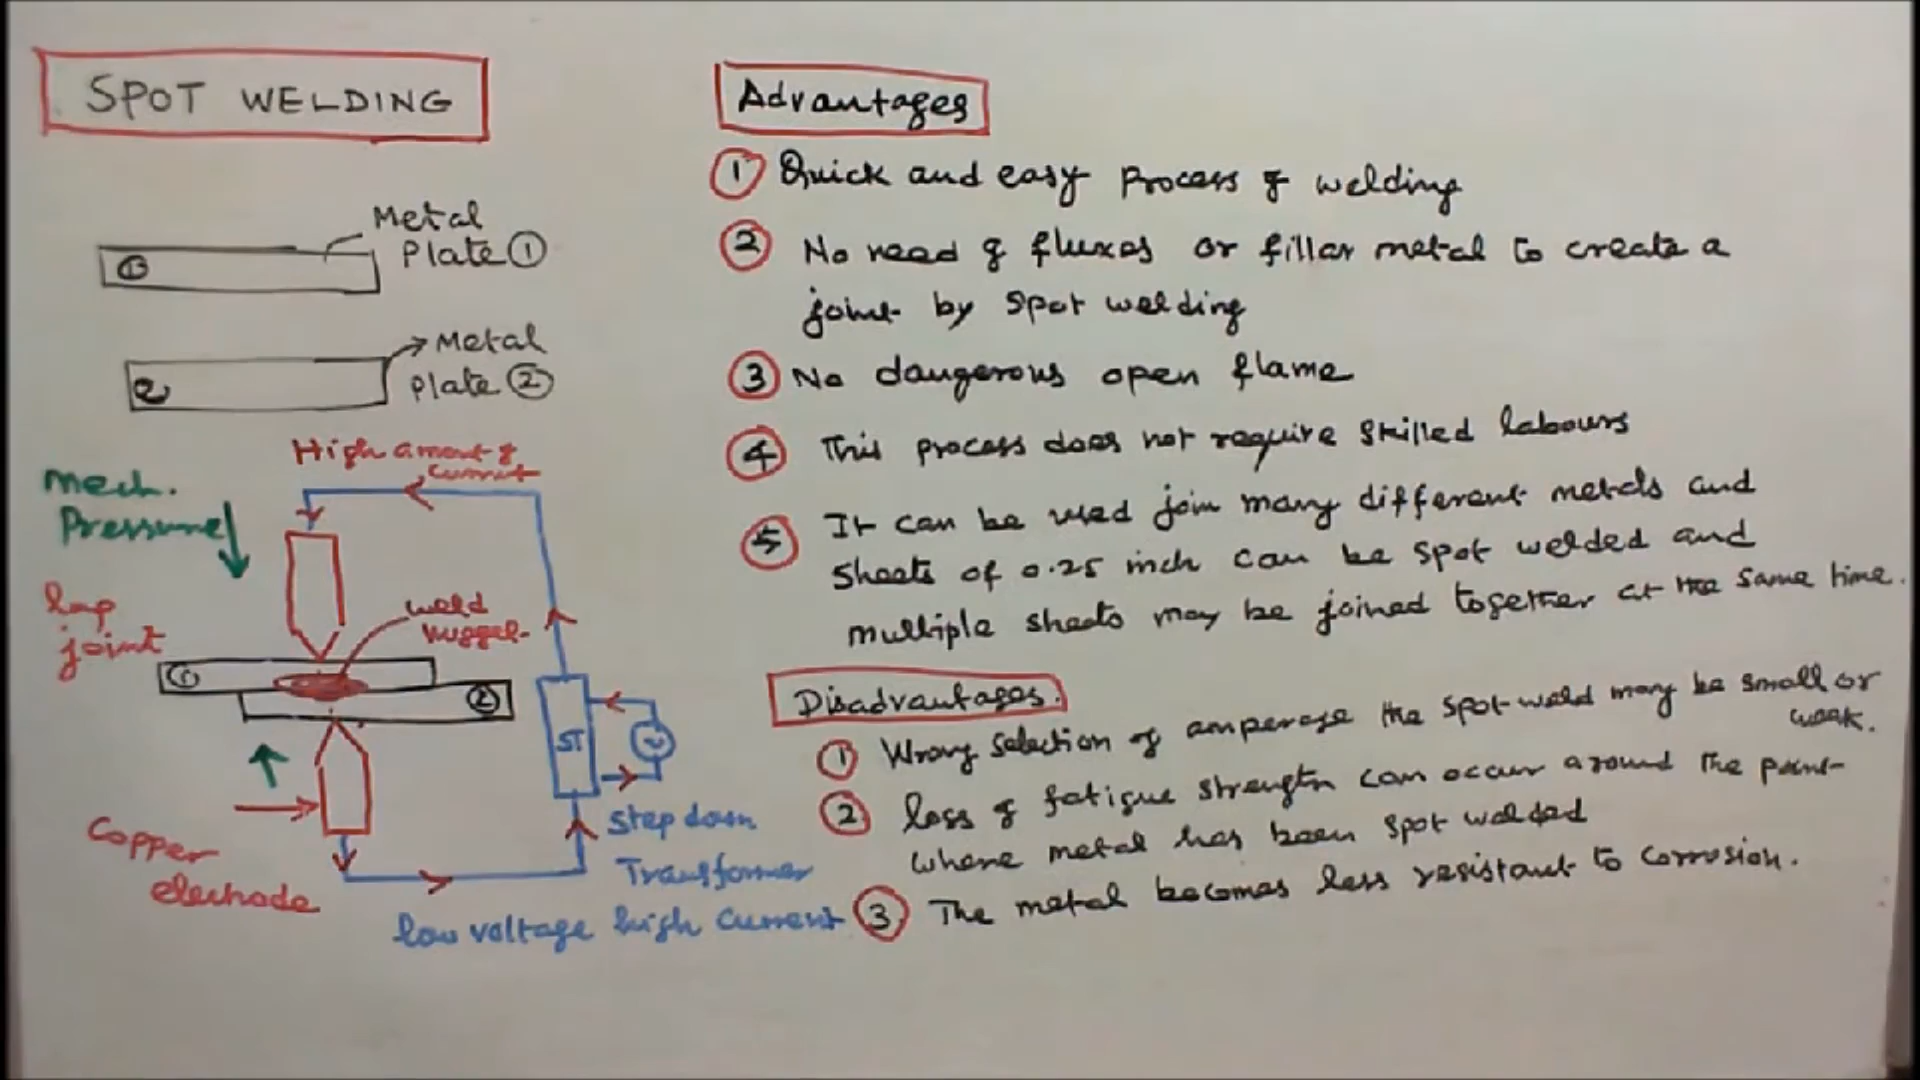 SPOT WELDING
Metal
Plate ①
①
Metal
Plate ②
2
High amount of
current
Mech.
Pressure
lap
joint
weld
nugget
①
②
ST
Copper
electrode
Step down
Transformer
low voltage high current
Advantages
① Quick and easy process of welding
② No need of fluxes or filler metal to create a
joint by spot welding
③ No dangerous open flame
④ This process does not require skilled labours
⑤ It can be used join many different metals and
sheets of 0.25 inch can be spot welded and
multiple sheets may be joined together at the same time.
Disadvantages.
① Wrong selection of amperage the spot weld may be small or
weak.
② loss of fatigue strength can occur around the point
where metal has been spot welded
③ The metal becomes less resistant to corrosion.